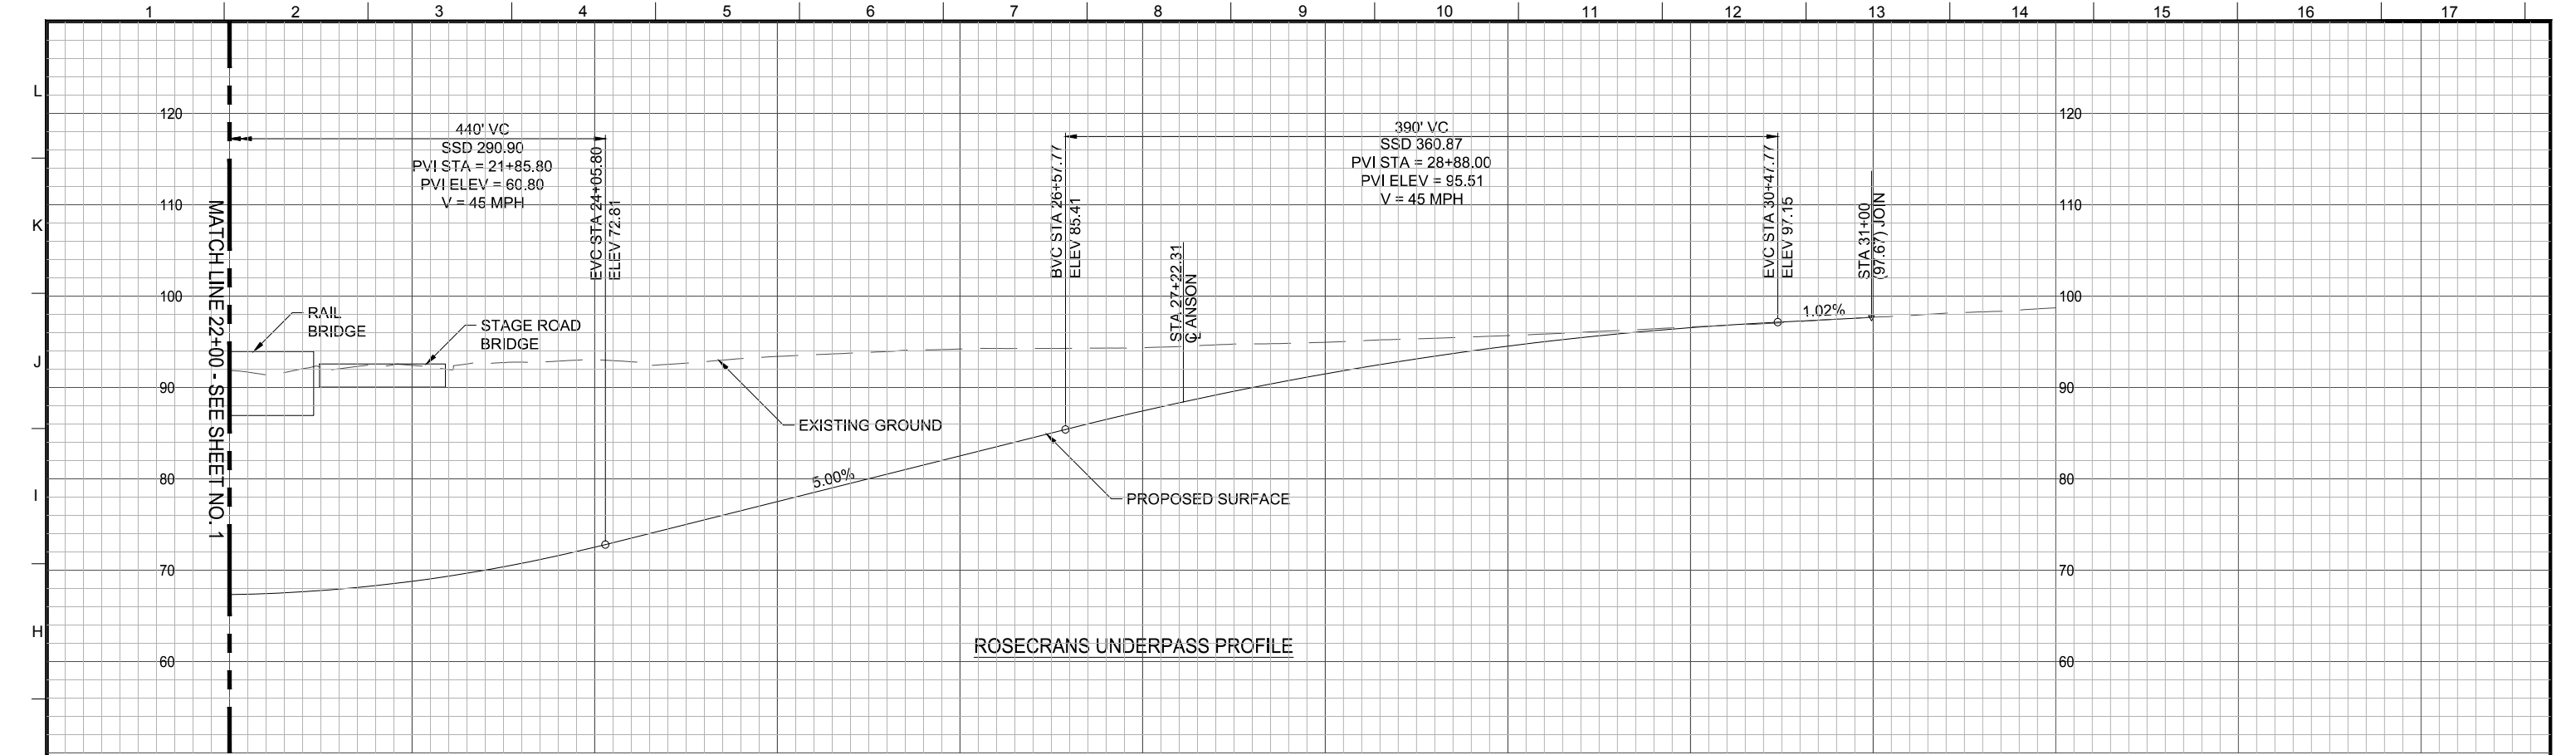 1 2 3 4 5 6 7 8 9 10 11 12 13 14 15 16 17
L
K
J
I
H
120
110
100
90
80
70
60
MATCH LINE 22+00 - SEE SHEET NO. 1
440' VC
SSD 290.90
PVI STA = 21+85.80
PVI ELEV = 60.80
V = 45 MPH
EVC STA 24+05.80
ELEV 72.81
RAIL
BRIDGE
STAGE ROAD
BRIDGE
EXISTING GROUND
5.00%
BVC STA 26+57.77
ELEV 85.41
PROPOSED SURFACE
STA 27+22.31
℄ ANSON
390' VC
SSD 360.87
PVI STA = 28+88.00
PVI ELEV = 95.51
V = 45 MPH
EVC STA 30+47.77
ELEV 97.15
1.02%
STA 31+00
(97.67) JOIN
120
110
100
90
80
70
60
ROSECRANS UNDERPASS PROFILE